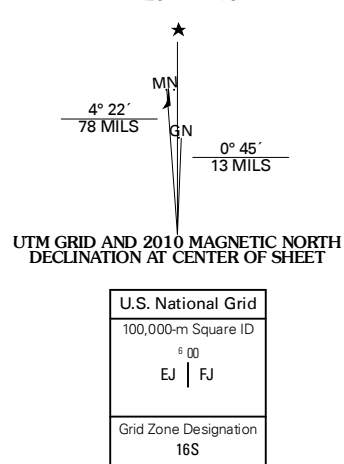 ★
MN
4° 22´
78 MILS
GN
0° 45´
13 MILS
UTM GRID AND 2010 MAGNETIC NORTH
DECLINATION AT CENTER OF SHEET
U.S. National Grid
100,000-m Square ID
6 00
EJ FJ
Grid Zone Designation
16S